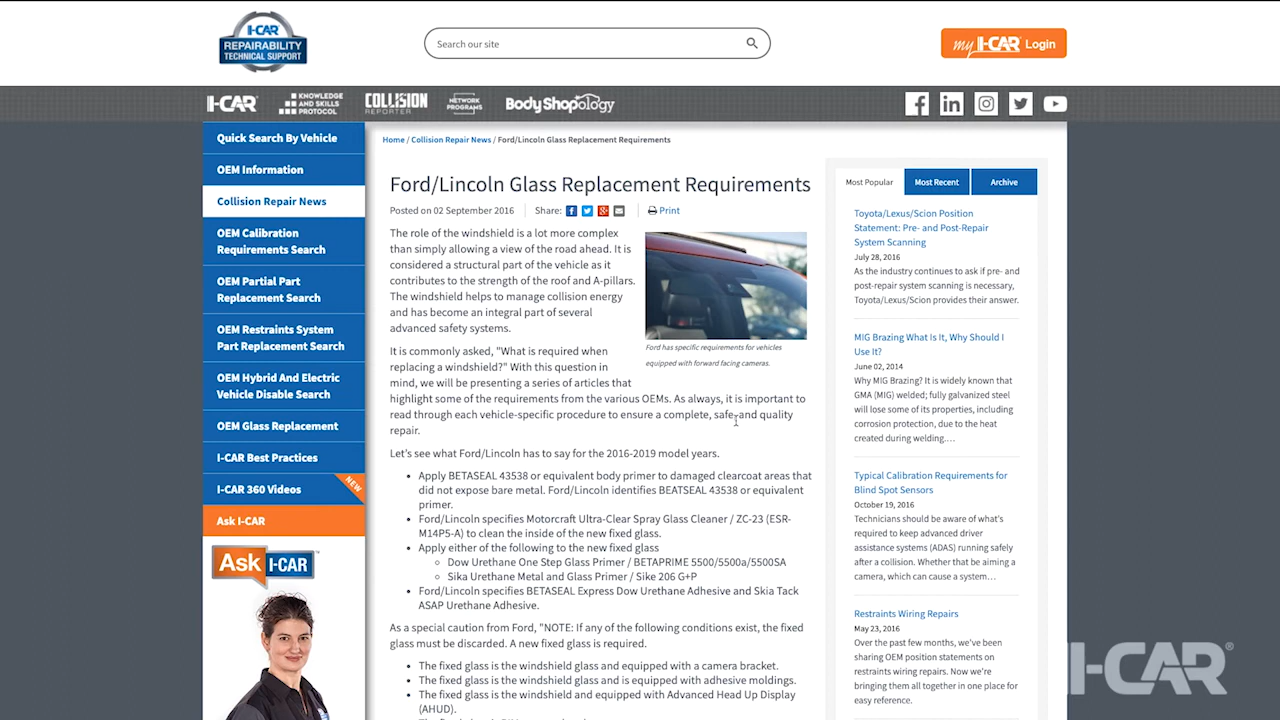 I-CAR
REPAIRABILITY
TECHNICAL SUPPORT
Search our site
my I-CAR Login
I-CAR
KNOWLEDGE AND SKILLS PROTOCOL
COLLISION REPORTER
NETWORK PROGRAMS
BodyShopology
Quick Search By Vehicle
OEM Information
Collision Repair News
OEM Calibration
Requirements Search
OEM Partial Part
Replacement Search
OEM Restraints System
Part Replacement Search
OEM Hybrid And Electric
Vehicle Disable Search
OEM Glass Replacement
I-CAR Best Practices
I-CAR 360 Videos
NEW
Ask I-CAR
Ask I-CAR
Home / Collision Repair News / Ford/Lincoln Glass Replacement Requirements
Ford/Lincoln Glass Replacement Requirements
Posted on 02 September 2016 Share: Print
The role of the windshield is a lot more complex
than simply allowing a view of the road ahead. It is
considered a structural part of the vehicle as it
contributes to the strength of the roof and A-pillars.
The windshield helps to manage collision energy
and has become an integral part of several
advanced safety systems.
Ford has specific requirements for vehicles
equipped with forward facing cameras.
It is commonly asked, "What is required when
replacing a windshield?" With this question in
mind, we will be presenting a series of articles that
highlight some of the requirements from the various OEMs. As always, it is important to
read through each vehicle-specific procedure to ensure a complete, safe, and quality
repair.
Let's see what Ford/Lincoln has to say for the 2016-2019 model years.
Apply BETASEAL 43538 or equivalent body primer to damaged clearcoat areas that
did not expose bare metal. Ford/Lincoln identifies BEATSEAL 43538 or equivalent
primer.
Ford/Lincoln specifies Motorcraft Ultra-Clear Spray Glass Cleaner / ZC-23 (ESR-
M14P5-A) to clean the inside of the new fixed glass.
Apply either of the following to the new fixed glass
Dow Urethane One Step Glass Primer / BETAPRIME 5500/5500a/5500SA
Sika Urethane Metal and Glass Primer / Sike 206 G+P
Ford/Lincoln specifies BETASEAL Express Dow Urethane Adhesive and Skia Tack
ASAP Urethane Adhesive.
As a special caution from Ford, "NOTE: If any of the following conditions exist, the fixed
glass must be discarded. A new fixed glass is required.
The fixed glass is the windshield glass and equipped with a camera bracket.
The fixed glass is the windshield glass and is equipped with adhesive moldings.
The fixed glass is the windshield and equipped with Advanced Head Up Display
(AHUD).
Most Popular
Most Recent
Archive
Toyota/Lexus/Scion Position
Statement: Pre- and Post-Repair
System Scanning
July 28, 2016
As the industry continues to ask if pre- and
post-repair system scanning is necessary,
Toyota/Lexus/Scion provides their answer.
MIG Brazing What Is It, Why Should I
Use It?
June 02, 2014
Why MIG Brazing? It is widely known that
GMA (MIG) welded; fully galvanized steel
will lose some of its properties, including
corrosion protection, due to the heat
created during welding.…
Typical Calibration Requirements for
Blind Spot Sensors
October 19, 2016
Technicians should be aware of what's
required to keep advanced driver
assistance systems (ADAS) running safely
after a collision. Whether that be aiming a
camera, which can cause a system…
Restraints Wiring Repairs
May 23, 2016
Over the past few months, we've been
sharing OEM position statements on
restraints wiring repairs. Now we're
bringing them all together in one place for
easy reference.
I-CAR®